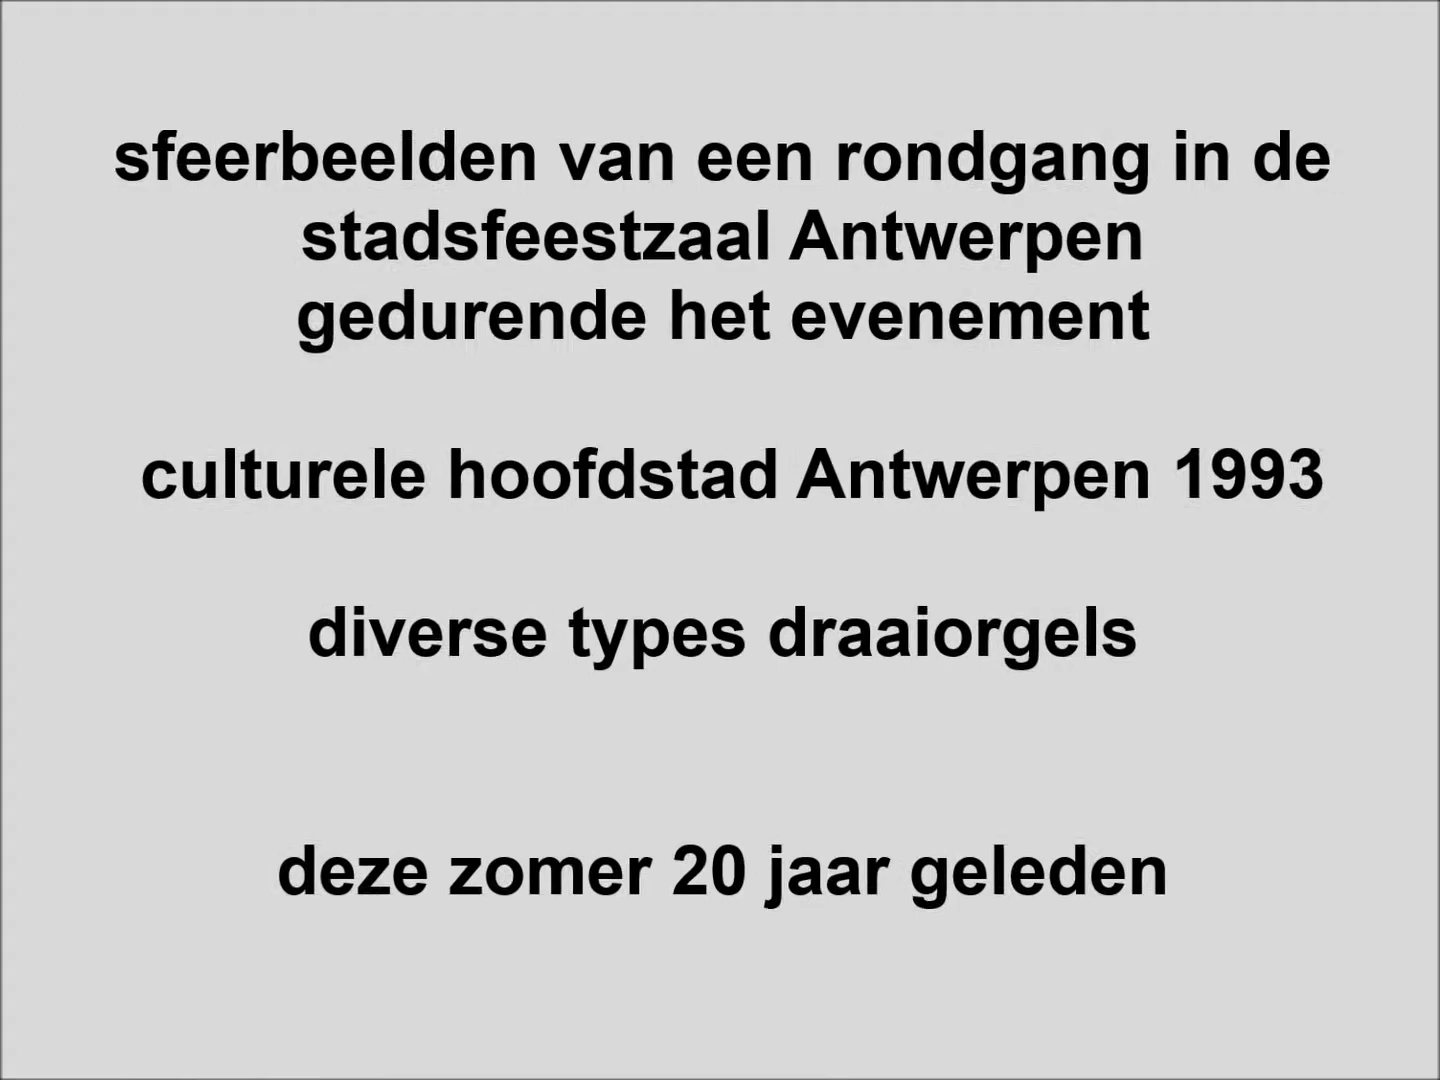 sfeerbeelden van een rondgang in de
stadsfeestzaal Antwerpen
gedurende het evenement
culturele hoofdstad Antwerpen 1993
diverse types draaiorgels
deze zomer 20 jaar geleden